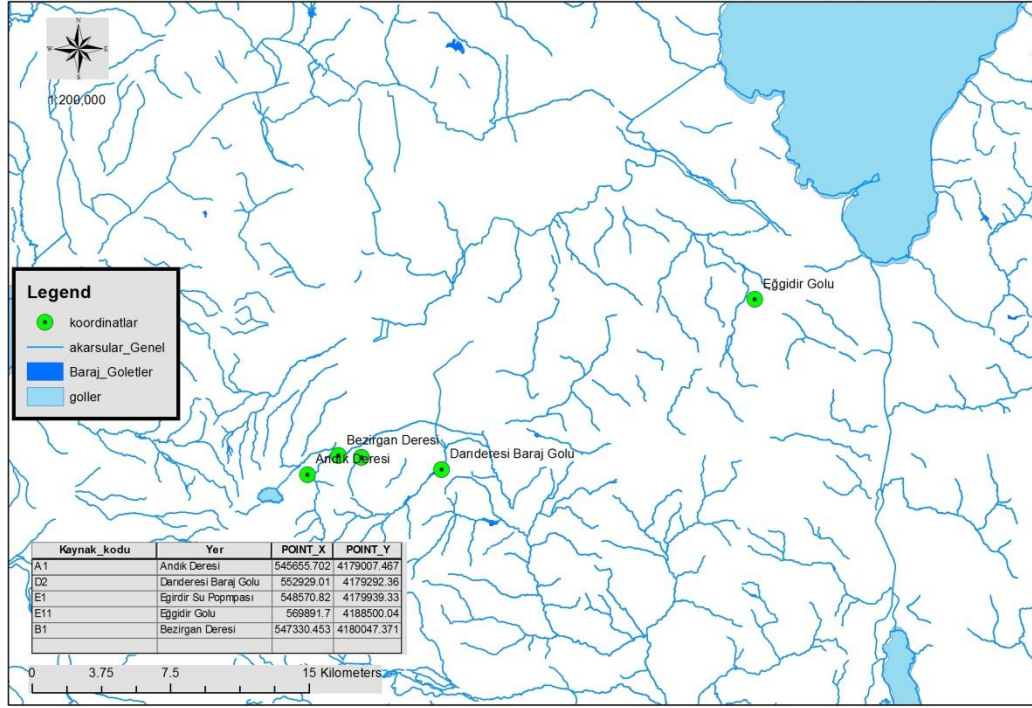 N
W E
S
1:200,000
Eğgidir Golu
Legend
koordinatlar
akarsular_Genel
Baraj_Goletler
goller
Bezirgan Deresi
Andık Deresi
Darıderesi Baraj Golu
Kaynak_kodu Yer POINT_X POINT_Y
A1 Andık Deresi 545655.702 4179007.467
D2 Darıderesi Baraj Golu 552929.01 4179292.36
E1 Egirdir Su Popmpası 548570.82 4179939.33
E11 Eğgidir Golu 569891.7 4188500.04
B1 Bezirgan Deresi 547330.453 4180047.371
0 3.75 7.5 15 Kilometers